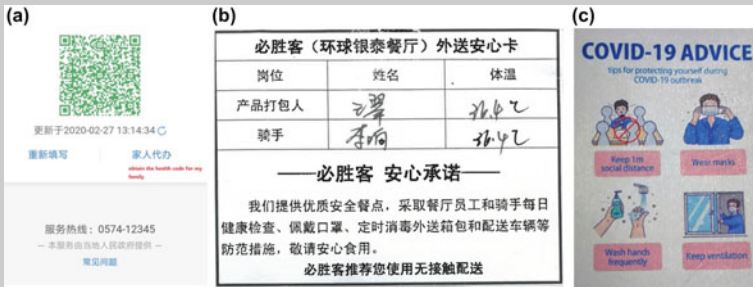 (a)
更新于2020-02-27 13:14:34
重新填写 家人代办
obtain the health code for my
family
服务热线：0574-12345
— 本服务由当地人民政府提供 —
常见问题
(b)
必胜客（环球银泰餐厅）外送安心卡
岗位 姓名 体温
产品打包人 王翠 36.4℃
骑手 李响 36.4℃
——必胜客 安心承诺——
我们提供优质安全餐点，采取餐厅员工和骑手每日
健康检查、佩戴口罩、定时消毒外送箱包和配送车辆等
防范措施，敬请安心食用。
必胜客推荐您使用无接触配送
(c)
COVID-19 ADVICE
tips for protecting yourself during
COVID-19 outbreak
Keep 1m
social distance
Wear masks
Wash hands
frequently
Keep ventilation